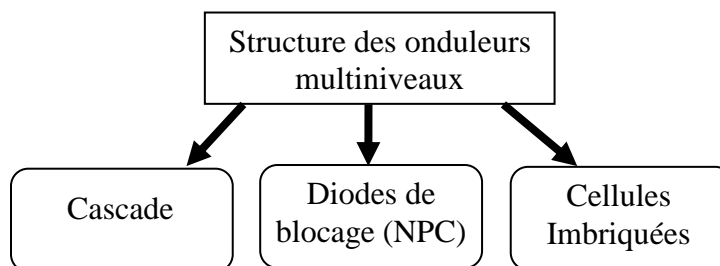 Structure des onduleurs
multiniveaux
Cascade
Diodes de
blocage (NPC)
Cellules
Imbriquées